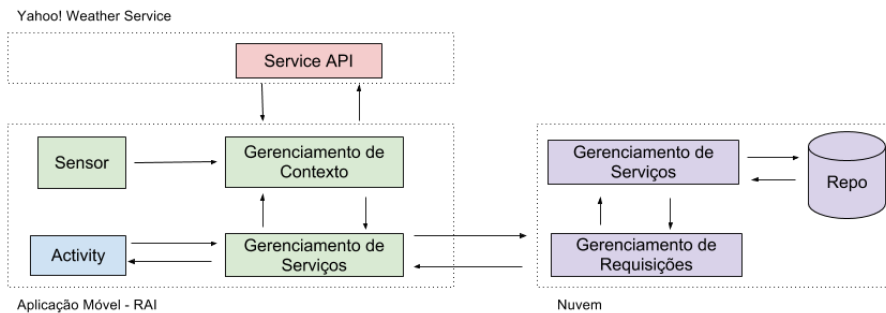 Yahoo! Weather Service
Service API
Sensor
Gerenciamento de
Contexto
Activity
Gerenciamento de
Serviços
Aplicação Móvel - RAI
Gerenciamento de
Serviços
Repo
Gerenciamento de
Requisições
Nuvem